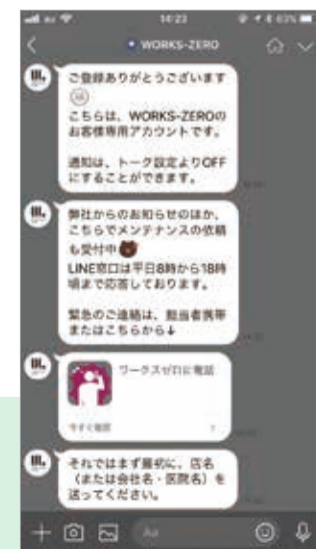 au
14:23
63%
WORKS-ZERO
ご登録ありがとうございます
こちらは、WORKS-ZEROの
お客様専用アカウントです。
通知は、トーク設定よりOFF
にすることができます。
弊社からのお知らせのほか、
こちらでメンテナンスの依頼
も受付中
LINE窓口は平日8時から18時
頃まで応答しております。
緊急のご連絡は、担当者携帯
またはこちらから↓
ワークスゼロに電話
今すぐ電話
それではまず最初に、店名
(または会社名・医院名)を
送ってください。
Aa